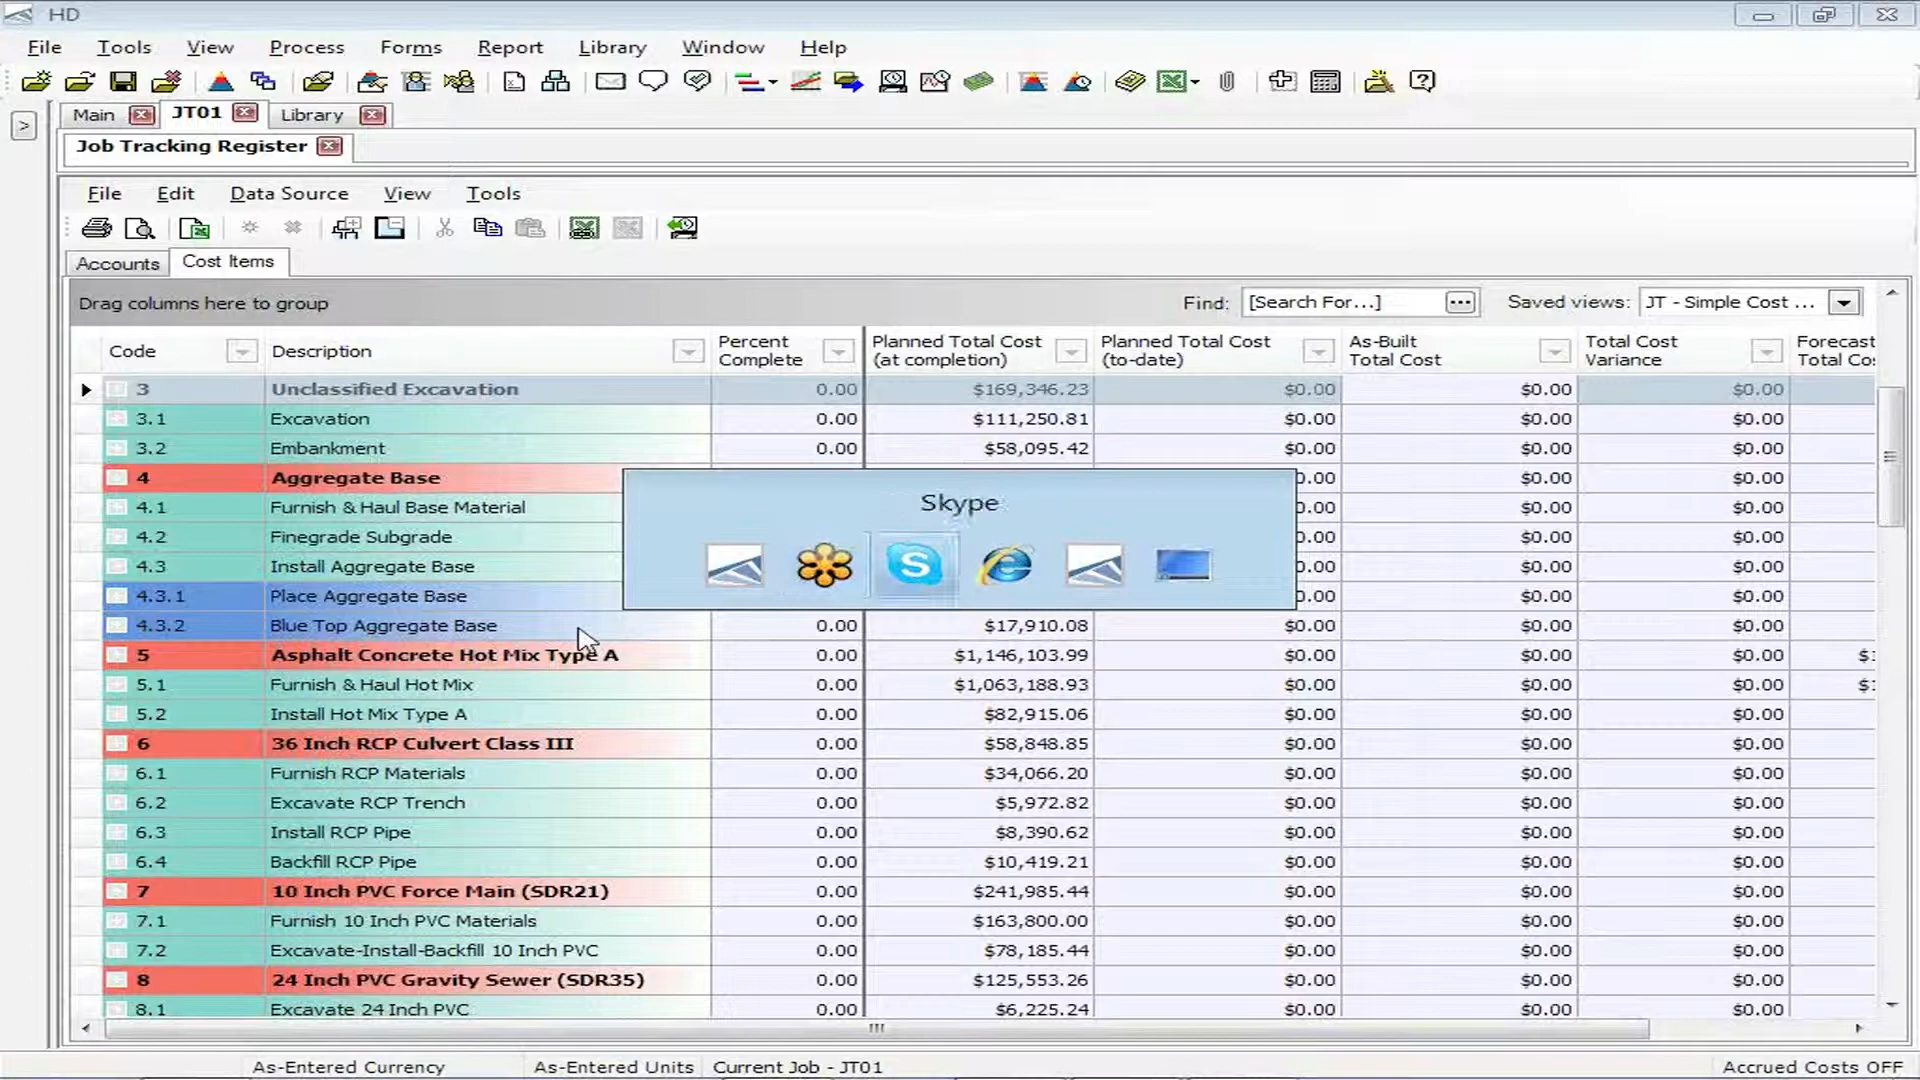 HD
File Tools View Process Forms Report Library Window Help
Main JT01 Library
>
Job Tracking Register
File Edit Data Source View Tools
Accounts Cost Items
Drag columns here to group Find: [Search For...] Saved views: JT - Simple Cost ...
Code Description Percent Complete Planned Total Cost (at completion) Planned Total Cost (to-date) As-Built Total Cost Total Cost Variance Forecast Total Cos
3 Unclassified Excavation 0.00 $169,346.23 $0.00 $0.00 $0.00
3.1 Excavation 0.00 $111,250.81 $0.00 $0.00 $0.00
3.2 Embankment 0.00 $58,095.42 $0.00 $0.00 $0.00
4 Aggregate Base 0.00 $0.00 $0.00
4.1 Furnish & Haul Base Material 0.00 $0.00 $0.00
4.2 Finegrade Subgrade 0.00 $0.00 $0.00
4.3 Install Aggregate Base 0.00 $0.00 $0.00
4.3.1 Place Aggregate Base 0.00 $0.00 $0.00
Skype
4.3.2 Blue Top Aggregate Base 0.00 $17,910.08 $0.00 $0.00 $0.00
5 Asphalt Concrete Hot Mix Type A 0.00 $1,146,103.99 $0.00 $0.00 $0.00
5.1 Furnish & Haul Hot Mix 0.00 $1,063,188.93 $0.00 $0.00 $0.00
5.2 Install Hot Mix Type A 0.00 $82,915.06 $0.00 $0.00 $0.00
6 36 Inch RCP Culvert Class III 0.00 $58,848.85 $0.00 $0.00 $0.00
6.1 Furnish RCP Materials 0.00 $34,066.20 $0.00 $0.00 $0.00
6.2 Excavate RCP Trench 0.00 $5,972.82 $0.00 $0.00 $0.00
6.3 Install RCP Pipe 0.00 $8,390.62 $0.00 $0.00 $0.00
6.4 Backfill RCP Pipe 0.00 $10,419.21 $0.00 $0.00 $0.00
7 10 Inch PVC Force Main (SDR21) 0.00 $241,985.44 $0.00 $0.00 $0.00
7.1 Furnish 10 Inch PVC Materials 0.00 $163,800.00 $0.00 $0.00 $0.00
7.2 Excavate-Install-Backfill 10 Inch PVC 0.00 $78,185.44 $0.00 $0.00 $0.00
8 24 Inch PVC Gravity Sewer (SDR35) 0.00 $125,553.26 $0.00 $0.00 $0.00
8.1 Excavate 24 Inch PVC 0.00 $6,225.24 $0.00 $0.00 $0.00
As-Entered Currency As-Entered Units Current Job - JT01 Accrued Costs OFF